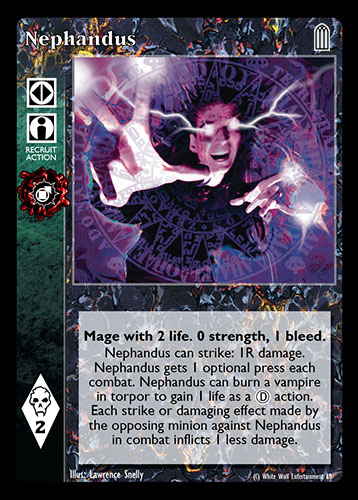 Nephandus
RECRUIT
ACTION
Mage with 2 life. 0 strength, 1 bleed.
Nephandus can strike: 1R damage.
Nephandus gets 1 optional press each
combat. Nephandus can burn a vampire
in torpor to gain 1 life as a Ⓓ action.
Each strike or damaging effect made by
the opposing minion against Nephandus
in combat inflicts 1 less damage.
2
Illus: Lawrence Snelly
(C) White Wolf Entertainment AB